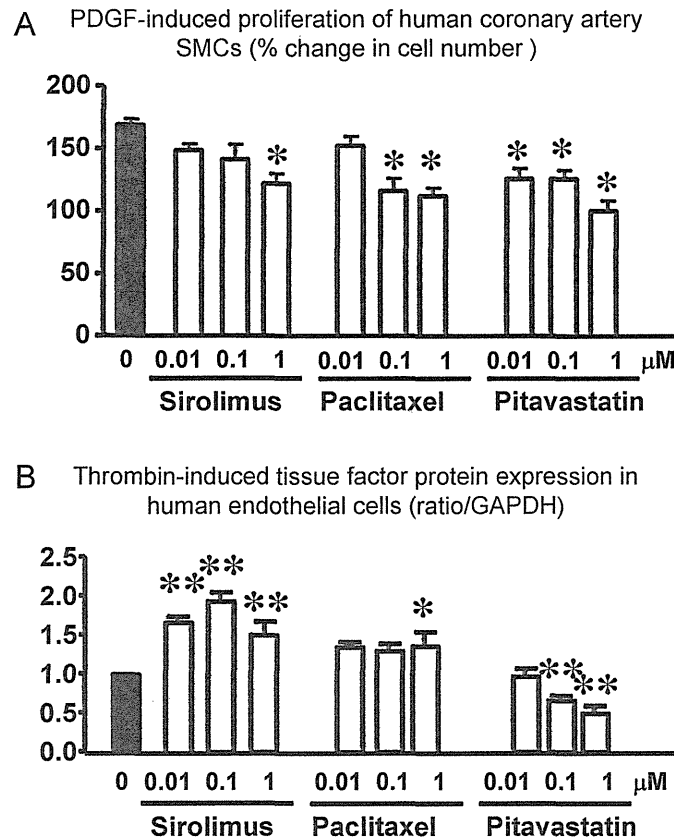 A PDGF-induced proliferation of human coronary artery
SMCs (% change in cell number )
200
150
100
50
0
* * * * * *
0 0.01 0.1 1 0.01 0.1 1 0.01 0.1 1 μM
Sirolimus Paclitaxel Pitavastatin
B Thrombin-induced tissue factor protein expression in
human endothelial cells (ratio/GAPDH)
2.5
2.0
1.5
1.0
0.5
0.0
** ** ** * ** **
0 0.01 0.1 1 0.01 0.1 1 0.01 0.1 1 μM
Sirolimus Paclitaxel Pitavastatin